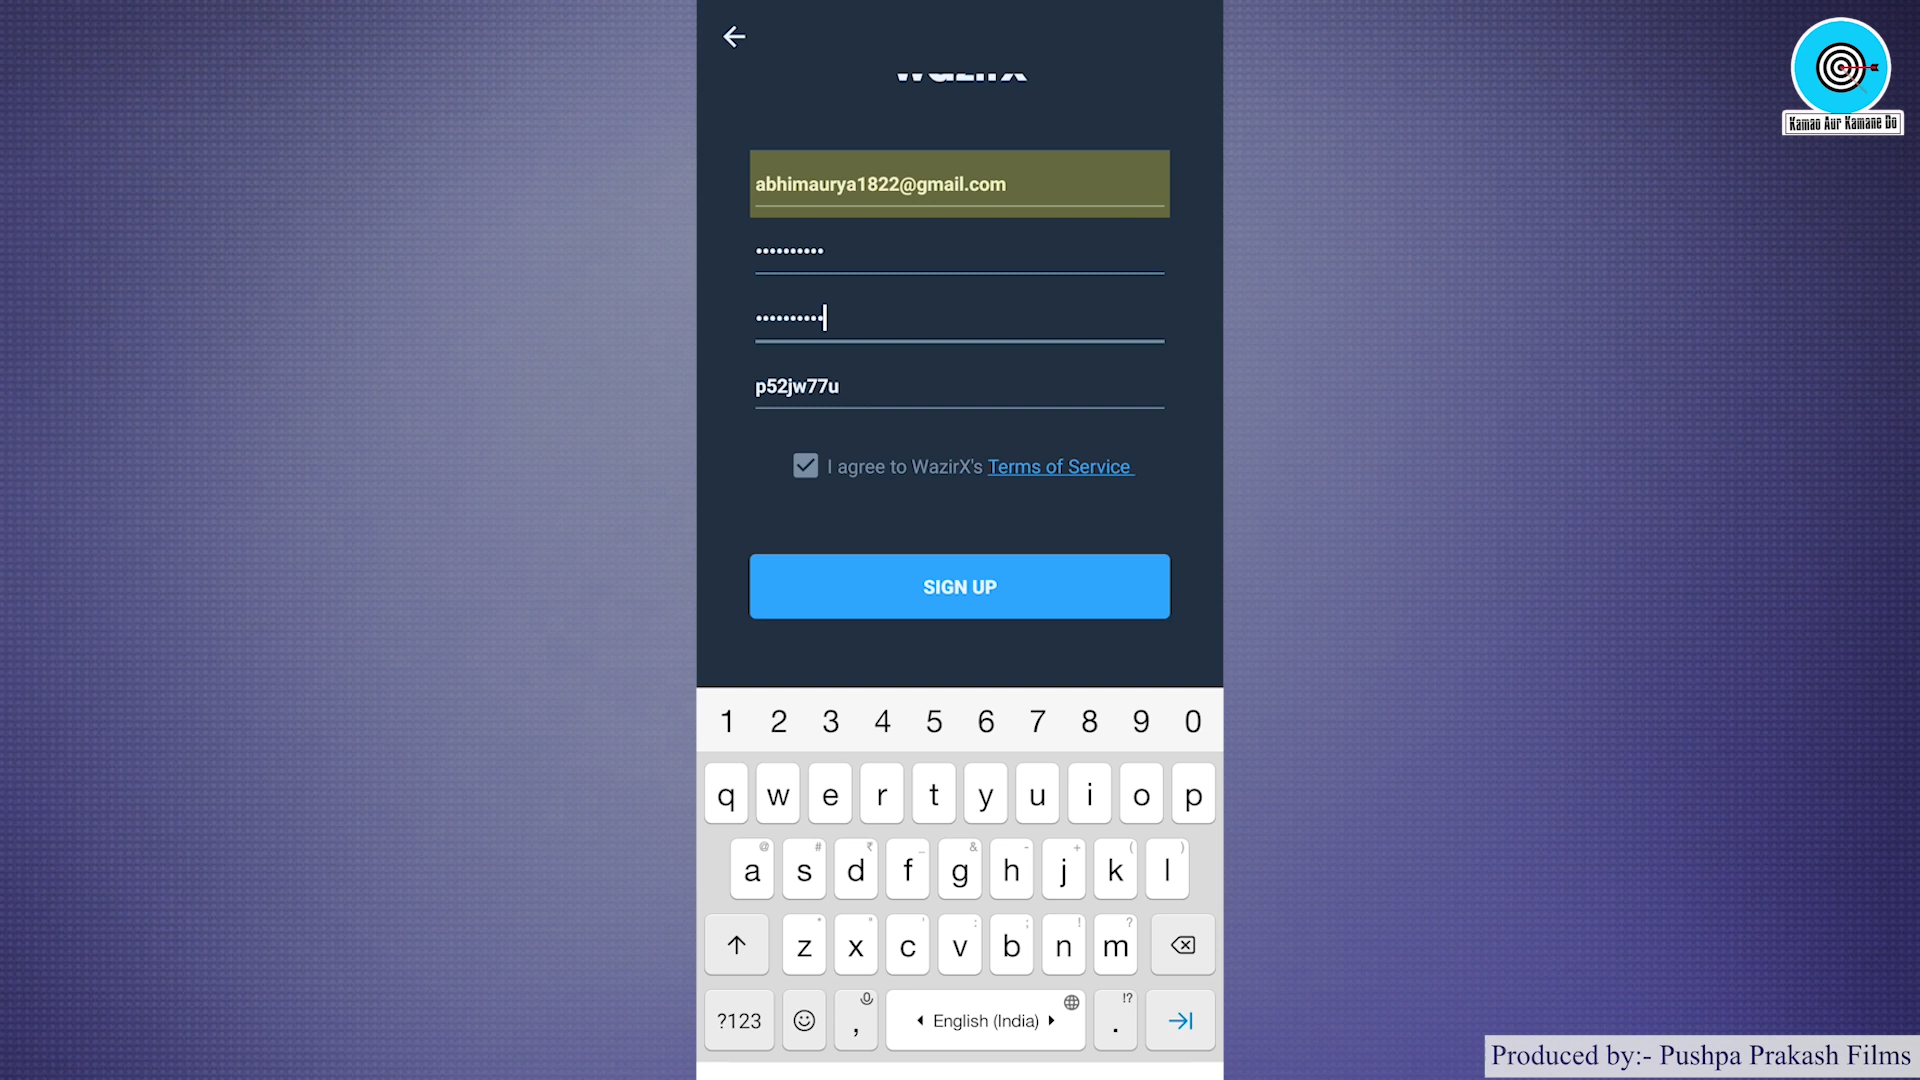 WazirX
Kamao Aur Kamane Do
abhimaurya1822@gmail.com
••••••••••
••••••••••
p52jw77u
I agree to WazirX's Terms of Service
SIGN UP
1 2 3 4 5 6 7 8 9 0
q w e r t y u i o p
@ # ₹ _ & - + ( )
a s d f g h j k l
* " ' : ; ! ?
z x c v b n m
!?
?123 , English (India) .
Produced by:- Pushpa Prakash Films